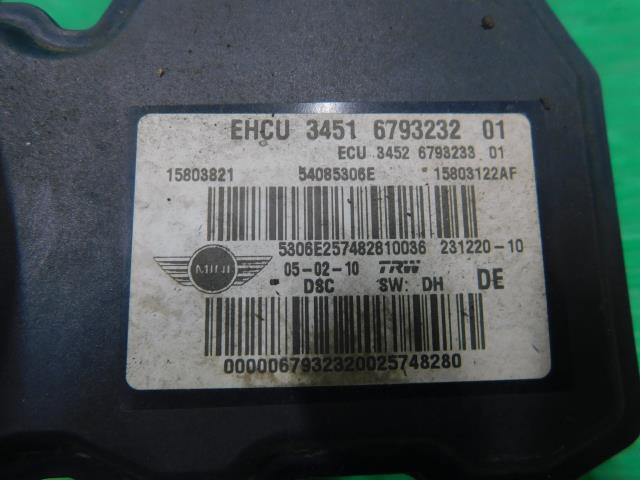 EHCU 3451 6793232 01
ECU 3452 6793233 01
15803821 54085306E *15803122AF
5306E257482810036 231220-10
MINI 05-02-10 TRW
DSC SW: DH DE
0000067932320025748280